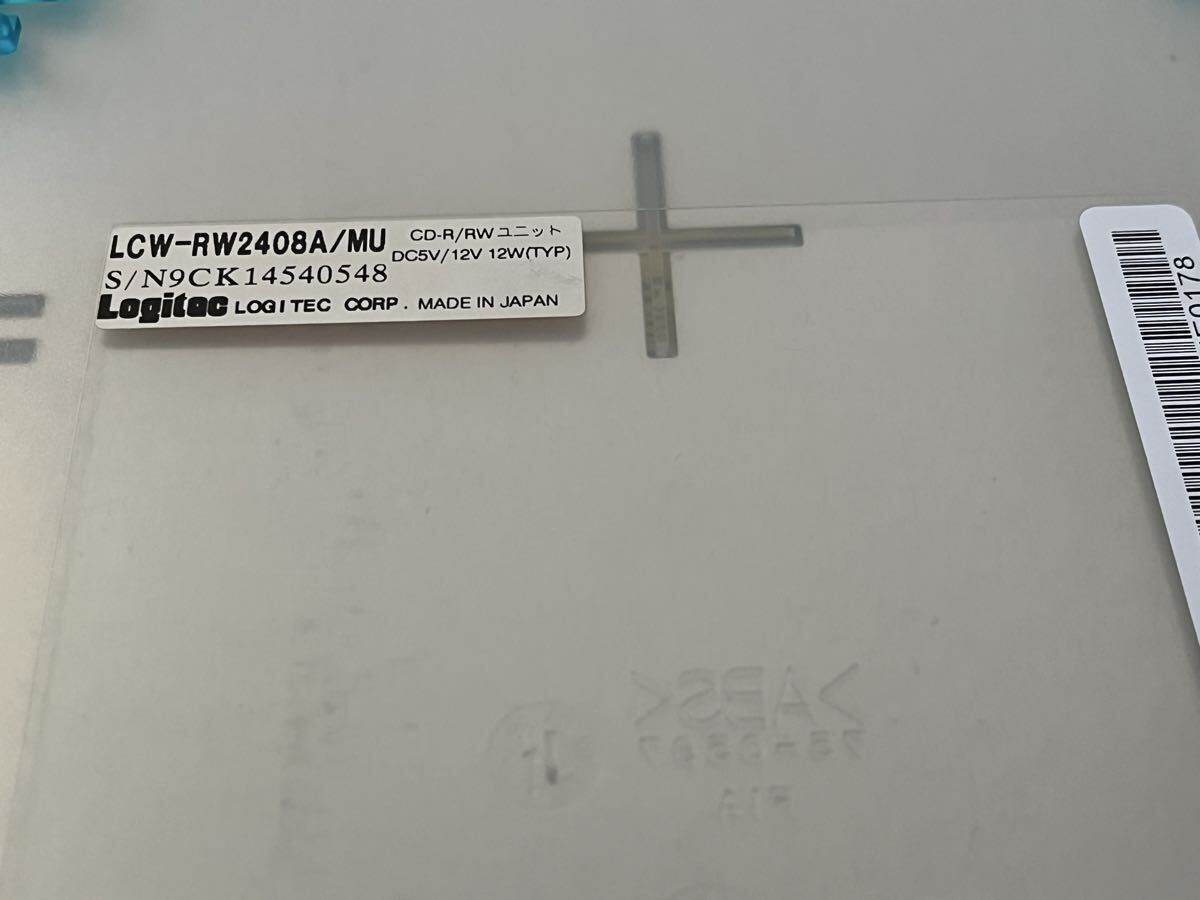 LCW-RW2408A/MU CD-R/RWユニット
DC5V/12V 12W(TYP)
S/N9CK14540548
Logitec LOGITEC CORP. MADE IN JAPAN
>ABS<